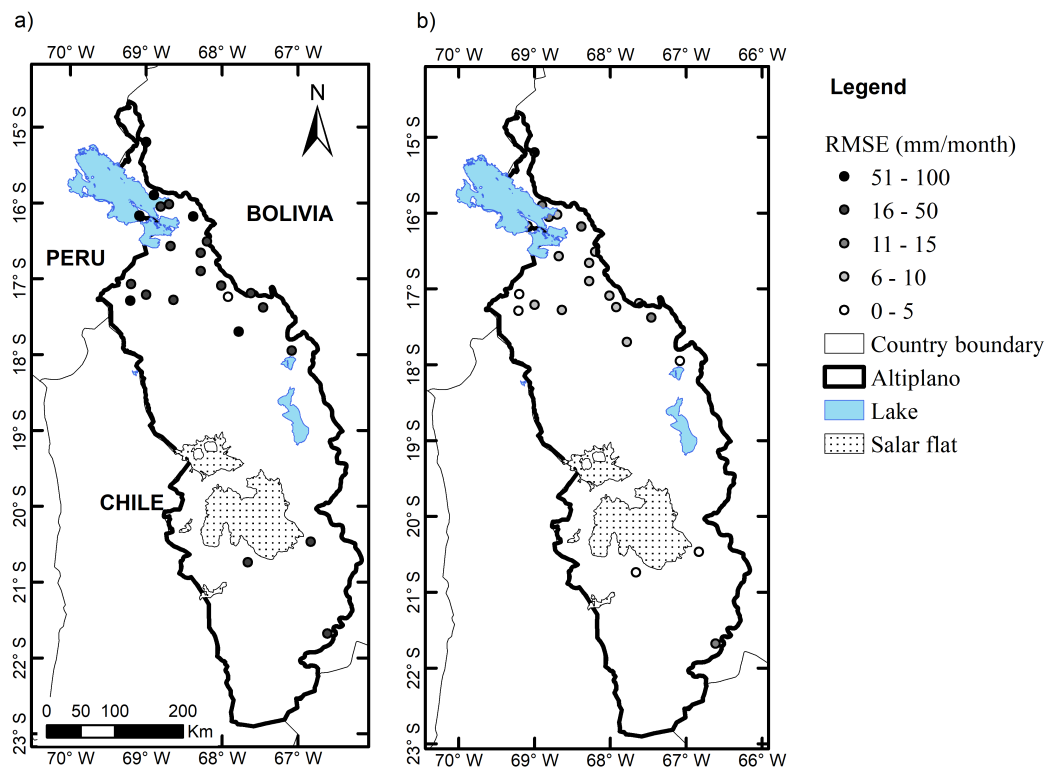 a)
70° W 69° W 68° W 67° W
15° S
16° S
17° S
18° S
19° S
20° S
21° S
22° S
23° S
N
BOLIVIA
PERU
CHILE
0 50 100 200
Km
70° W 69° W 68° W 67° W
b)
70° W 69° W 68° W 67° W 66° W
15° S
16° S
17° S
18° S
19° S
20° S
21° S
22° S
23° S
70° W 69° W 68° W 67° W 66° W
Legend
RMSE (mm/month)
51 - 100
16 - 50
11 - 15
6 - 10
0 - 5
Country boundary
Altiplano
Lake
Salar flat